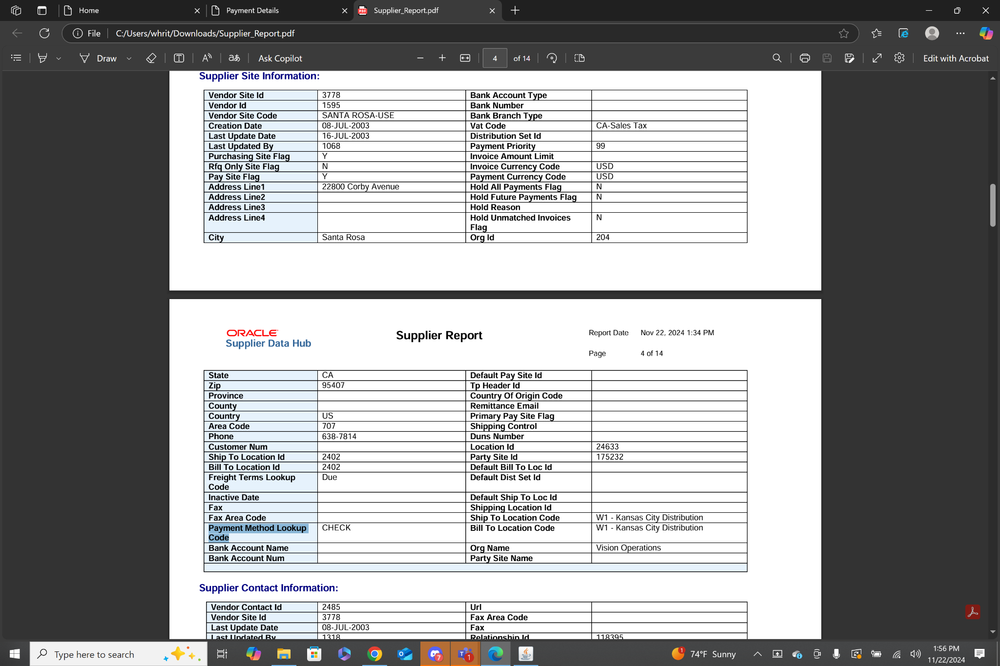 Home
Payment Details
Supplier_Report.pdf
File C:/Users/whrit/Downloads/Supplier_Report.pdf
Draw aあ Ask Copilot 4 of 14 Edit with Acrobat
Supplier Site Information:
Vendor Site Id 3778 Bank Account Type
Vendor Id 1595 Bank Number
Vendor Site Code SANTA ROSA-USE Bank Branch Type
Creation Date 08-JUL-2003 Vat Code CA-Sales Tax
Last Update Date 16-JUL-2003 Distribution Set Id
Last Updated By 1068 Payment Priority 99
Purchasing Site Flag Y Invoice Amount Limit
Rfq Only Site Flag N Invoice Currency Code USD
Pay Site Flag Y Payment Currency Code USD
Address Line1 22800 Corby Avenue Hold All Payments Flag N
Address Line2 Hold Future Payments Flag N
Address Line3 Hold Reason
Address Line4 Hold Unmatched Invoices N
Flag
City Santa Rosa Org Id 204
ORACLE
Supplier Data Hub
Supplier Report
Report Date Nov 22, 2024 1:34 PM
Page 4 of 14
State CA Default Pay Site Id
Zip 95407 Tp Header Id
Province Country Of Origin Code
County Remittance Email
Country US Primary Pay Site Flag
Area Code 707 Shipping Control
Phone 638-7814 Duns Number
Customer Num Location Id 24633
Ship To Location Id 2402 Party Site Id 175232
Bill To Location Id 2402 Default Bill To Loc Id
Freight Terms Lookup Due Default Dist Set Id
Code
Inactive Date Default Ship To Loc Id
Fax Shipping Location Id
Fax Area Code Ship To Location Code W1 - Kansas City Distribution
Payment Method Lookup CHECK Bill To Location Code W1 - Kansas City Distribution
Code
Bank Account Name Org Name Vision Operations
Bank Account Num Party Site Name
Supplier Contact Information:
Vendor Contact Id 2485 Url
Vendor Site Id 3778 Fax Area Code
Last Update Date 08-JUL-2003 Fax
Last Updated By 1318 Relationship Id 118395
Type here to search
7
1
1
74°F Sunny
1:56 PM
11/22/2024